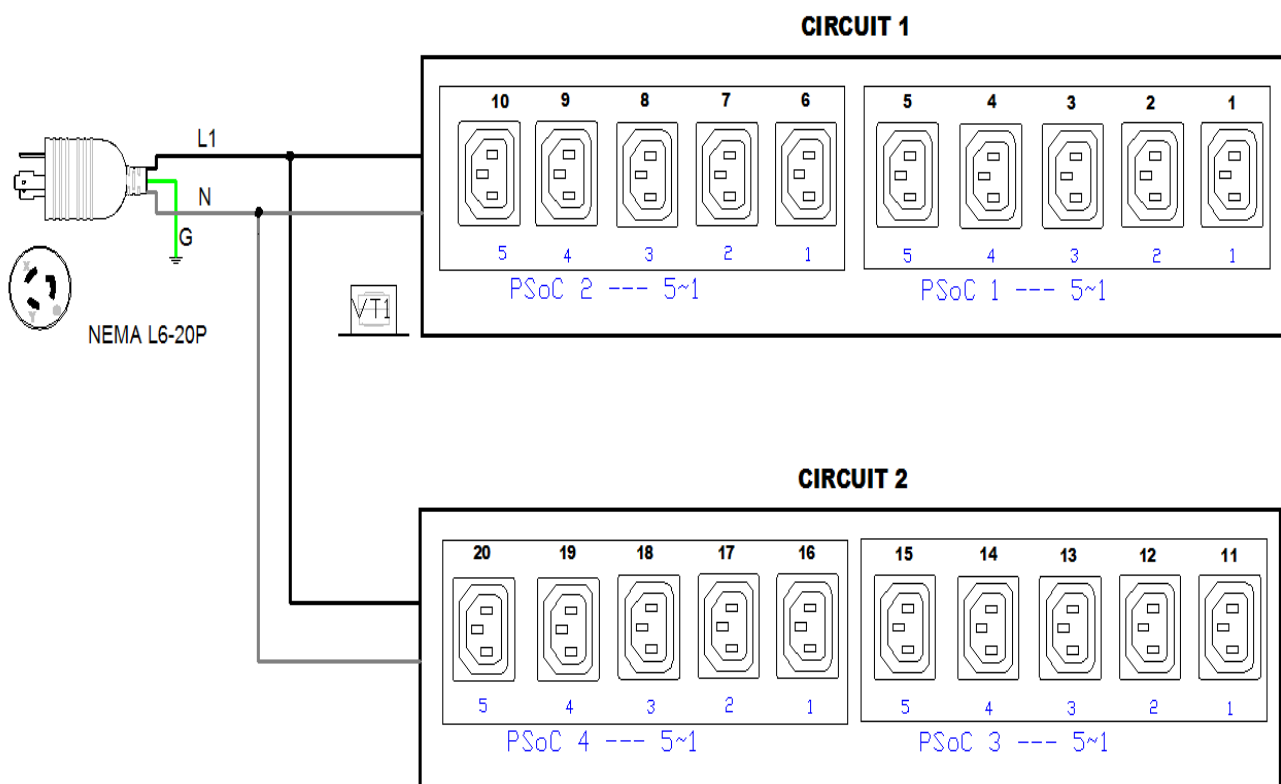 CIRCUIT 1
10 9 8 7 6 5 4 3 2 1
5 4 3 2 1 5 4 3 2 1
PSoC 2 --- 5~1 PSoC 1 --- 5~1
L1
N
G
X
Y
G
NEMA L6-20P
VT1
CIRCUIT 2
20 19 18 17 16 15 14 13 12 11
5 4 3 2 1 5 4 3 2 1
PSoC 4 --- 5~1 PSoC 3 --- 5~1